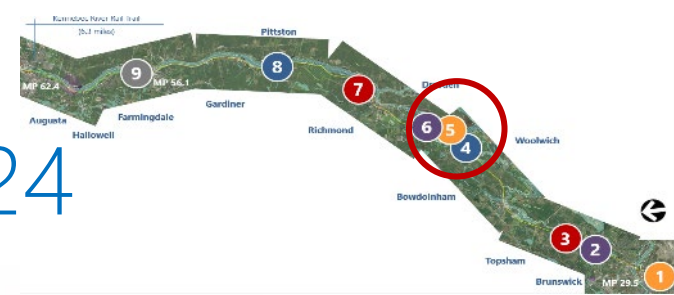 Kennebec River Rail Trail
(6.3 miles)
Pittston
8
9
MP 56.1
7
MP 62.4
Gardiner
Farmingdale
Augusta
Hallowell
Richmond
6
5
4
Woolwich
24
Bowdoinham
3
2
Topsham
1
Brunswick
MP 29.5